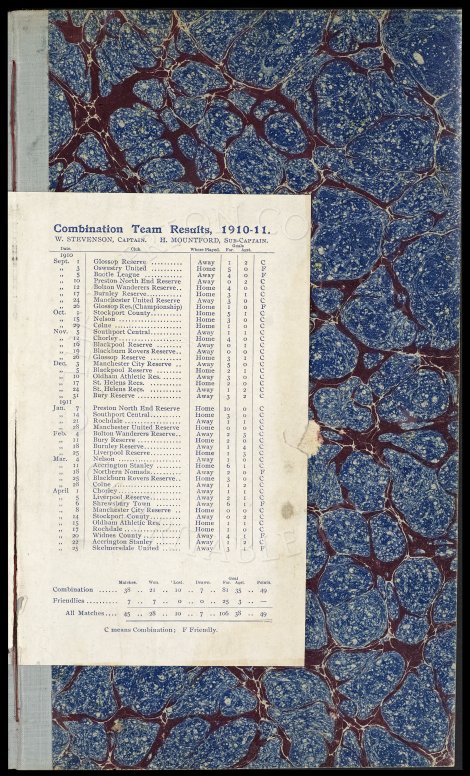 Combination Team Results, 1910-11.
W. STEVENSON, CAPTAIN. H. MOUNTFORD, SUB-CAPTAIN.
Goals
Date. Club. Where Played. For. Agst.
1910
Sept. 1 Glossop Reserve Away 1 2 C
„ 3 Oswestry United Home 5 0 F
„ 5 Bootle League Away 4 0 F
„ 10 Preston North End Reserve Away 0 2 C
„ 12 Bolton Wanderers Reserve.. Home 4 0 C
„ 17 Burnley Reserve Home 3 1 C
„ 24 Manchester United Reserve Away 3 0 C
„ 26 Glossop Res.(Championship) Home 1 0 F
Oct. 1 Stockport County Home 5 1 C
„ 15 Nelson Home 3 0 C
„ 29 Colne Home 1 0 C
Nov. 5 Southport Central Away 1 1 C
„ 12 Chorley Home 4 0 C
„ 16 Blackpool Reserve Away 0 1 C
„ 19 Blackburn Rovers Reserve.. Away 0 0 C
„ 26 Glossop Reserve Home 3 1 C
Dec. 3 Manchester City Reserve Away 5 0 C
„ 5 Blackpool Reserve Home 2 1 C
„ 10 Oldham Athletic Res. Away 3 0 C
„ 17 St. Helens Recs. Home 2 0 C
„ 24 St. Helens Recs. Away 1 2 C
„ 31 Bury Reserve Away 3 2 C
1911
Jan. 7 Preston North End Reserve Home 10 0 C
„ 14 Southport Central Home 3 0 C
„ 21 Rochdale Away 1 1 C
„ 28 Manchester United Reserve Home 0 0 C
Feb. 4 Bolton Wanderers Reserve.. Away 2 3 C
„ 11 Bury Reserve Home 2 0 C
„ 18 Burnley Reserve Away 1 4 C
„ 25 Liverpool Reserve Home 1 3 C
Mar. 4 Nelson Away 1 0 C
„ 11 Accrington Stanley Home 6 1 C
„ 18 Northern Nomads Away 2 0 F
„ 25 Blackburn Rovers Reserve.. Home 3 0 C
„ 28 Colne Away 1 2 C
April 1 Chorley Away 1 1 C
„ 5 Liverpool Reserve Away 2 1 C
„ 6 Shrewsbury Town Away 6 1 F
„ 8 Manchester City Reserve Home 0 0 C
„ 14 Stockport County Away 0 2 C
„ 15 Oldham Athletic Res. Home 2 1 C
„ 17 Rochdale Home 1 0 C
„ 20 Widnes County Away 4 1 F
„ 22 Accrington Stanley Away 1 2 C
„ 25 Skelmersdale United Away 3 1 F
Goal
Matches. Won. Lost. Drawn. For. Agst. Points.
Combination 38 .. 21 .. 10 .. 7 .. 81 35 .. 49
Friendlies 7 .. 7 .. 0 .. 0 .. 25 3 .. —
All Matches 45 .. 28 .. 10 .. 7 .. 106 38 .. 49
C means Combination; F Friendly.